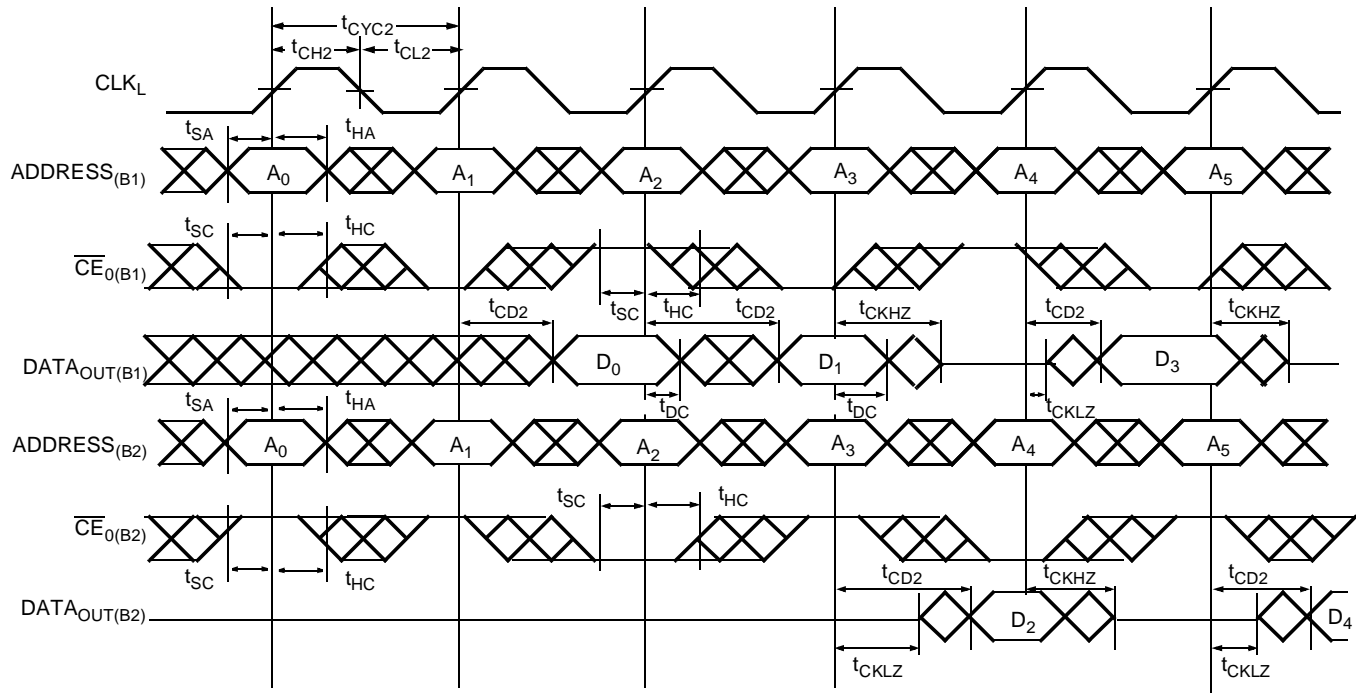 tCYC2
tCH2 tCL2
CLKL
tSA tHA
ADDRESS(B1) A0 A1 A2 A3 A4 A5
tSC tHC
CE0(B1)
tSC tHC
tCD2 tCD2 tCKHZ tCD2 tCKHZ
DATAOUT(B1) D0 D1 D3
tSA tHA tDC tDC tCKLZ
ADDRESS(B2) A0 A1 A2 A3 A4 A5
tSC tHC
CE0(B2)
tSC tHC tCD2 tCKHZ tCD2
DATAOUT(B2) D2 D4
tCKLZ tCKLZ